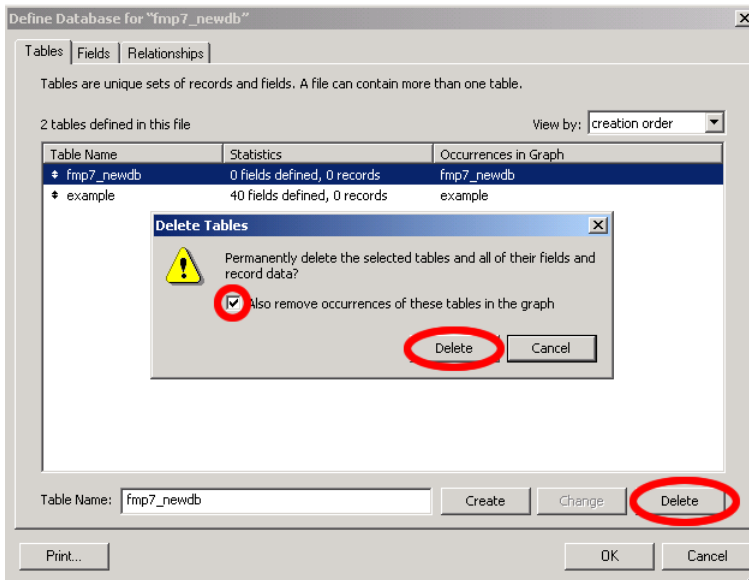 Define Database for "fmp7_newdb"
Tables Fields Relationships
Tables are unique sets of records and fields. A file can contain more than one table.
2 tables defined in this file View by: creation order
Table Name Statistics Occurrences in Graph
fmp7_newdb 0 fields defined, 0 records fmp7_newdb
example 40 fields defined, 0 records example
Delete Tables
Permanently delete the selected tables and all of their fields and
record data?
Also remove occurrences of these tables in the graph
Delete Cancel
Table Name: fmp7_newdb Create Change Delete
Print... OK Cancel